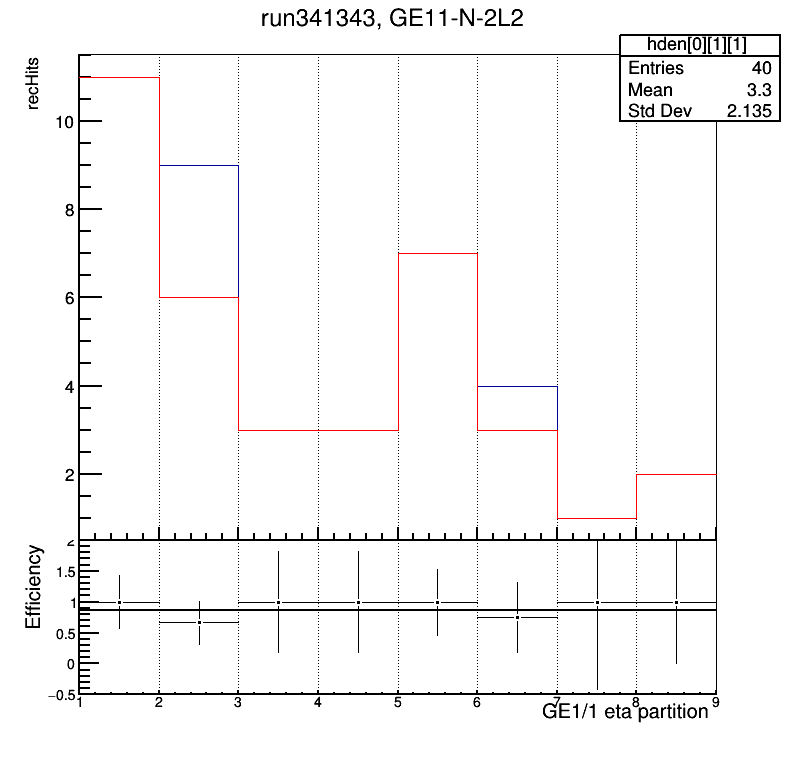 run341343, GE11-N-2L2
hden[0][1][1]
Entries 40
Mean 3.3
Std Dev 2.135
recHits
10
8
6
4
2
Efficiency
2
1.5
1
0.5
0
−0.5
1 2 3 4 5 6 7 8 9
GE1/1 eta partition